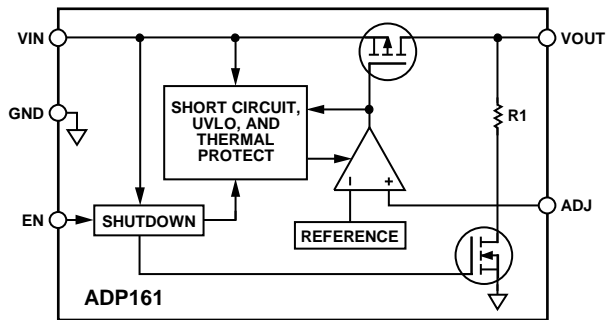 VIN
VOUT
GND
SHORT CIRCUIT,
UVLO, AND
THERMAL
PROTECT
R1
–
+
ADJ
EN
SHUTDOWN
REFERENCE
ADP161